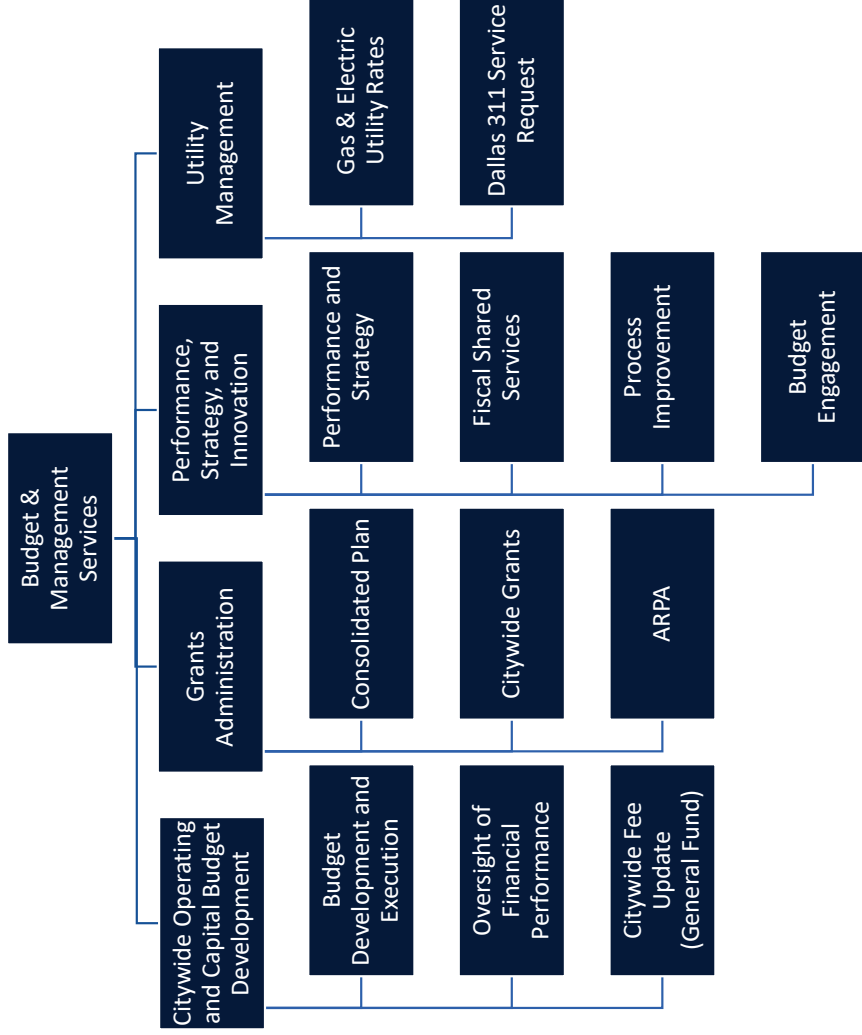 Budget &
Management
Services
Citywide Operating
and Capital Budget
Development
Grants
Administration
Performance,
Strategy, and
Innovation
Utility
Management
Budget
Development and
Execution
Consolidated Plan
Performance and
Strategy
Gas & Electric
Utility Rates
Oversight of
Financial
Performance
Citywide Grants
Fiscal Shared
Services
Dallas 311 Service
Request
Citywide Fee
Update
(General Fund)
ARPA
Process
Improvement
Budget
Engagement